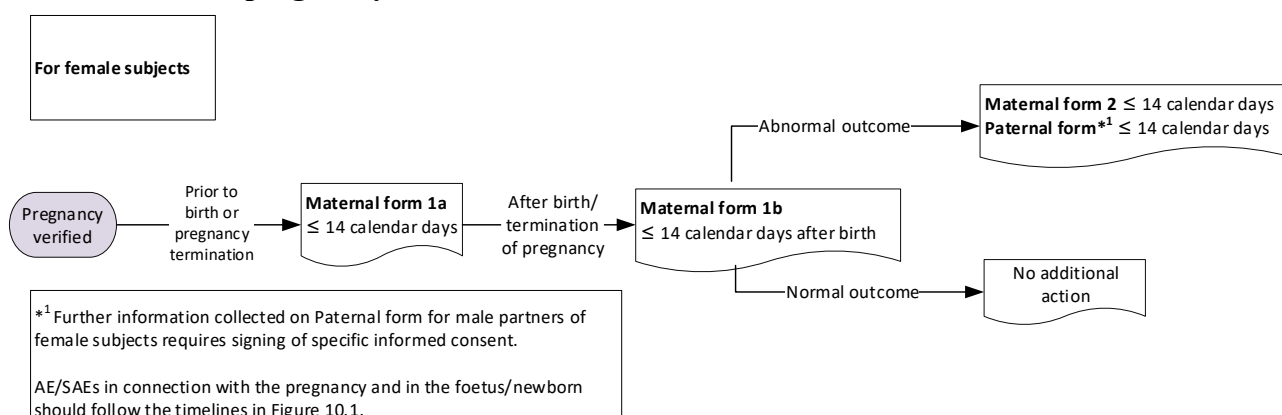 For female subjects
Abnormal outcome
Maternal form 2 ≤ 14 calendar days
Paternal form*1 ≤ 14 calendar days
Pregnancy
verified
Prior to
birth or
pregnancy
termination
Maternal form 1a
≤ 14 calendar days
After birth/
termination
of pregnancy
Maternal form 1b
≤ 14 calendar days after birth
Normal outcome
No additional
action
*1 Further information collected on Paternal form for male partners of
female subjects requires signing of specific informed consent.
AE/SAEs in connection with the pregnancy and in the foetus/newborn
should follow the timelines in Figure 10.1.